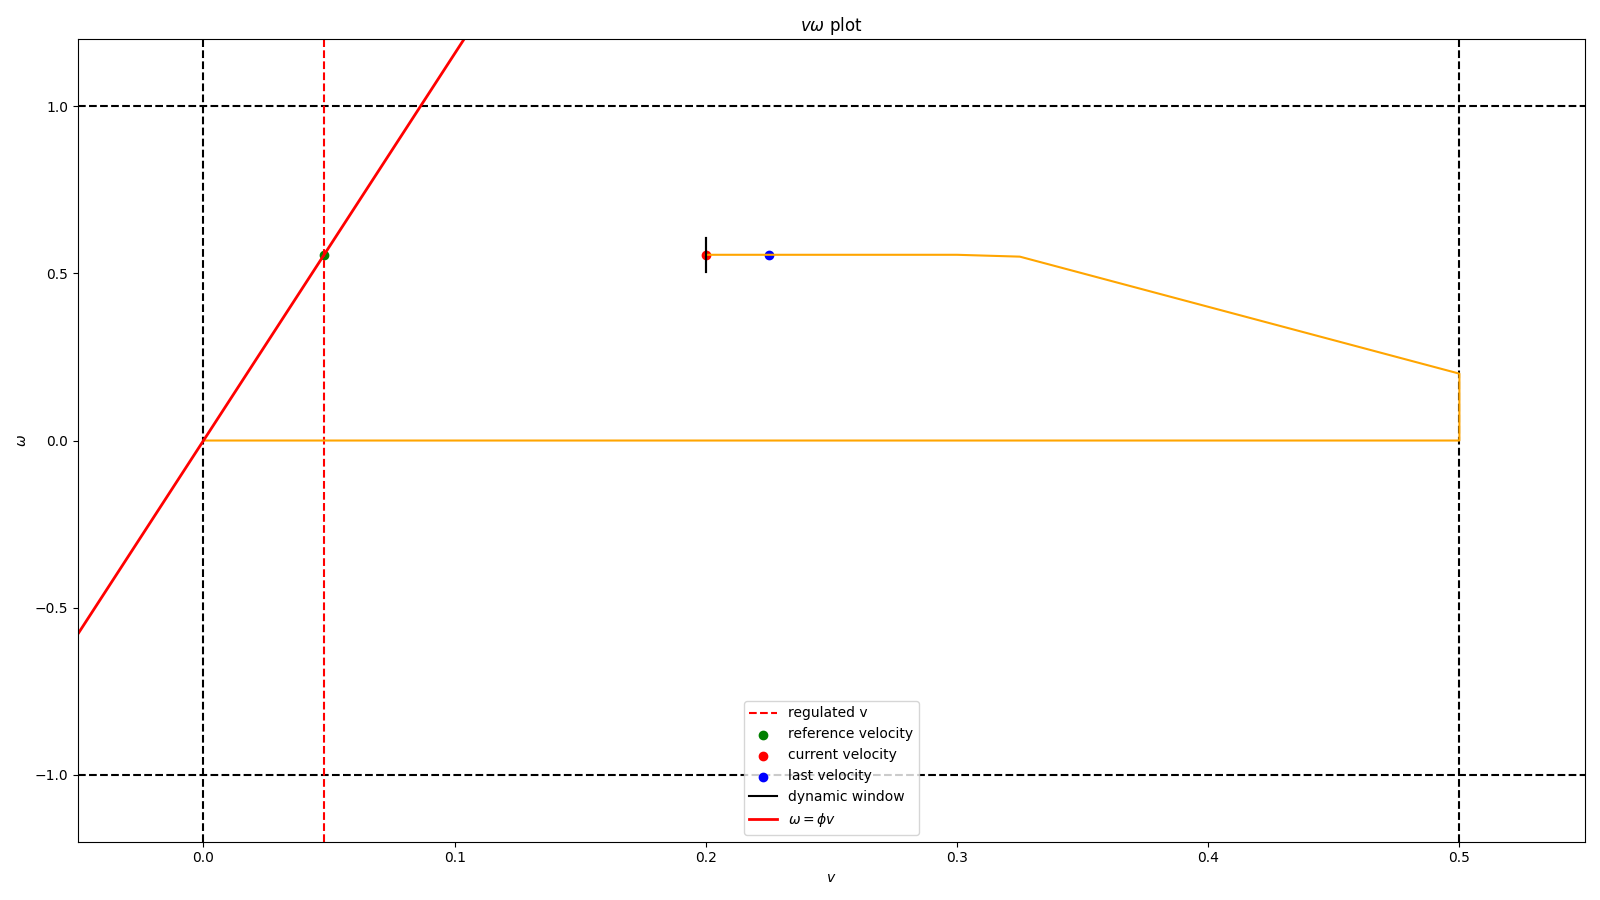 vω plot
1.0
0.5
0.0
−0.5
−1.0
ω
0.0 0.1 0.2 0.3 0.4 0.5
v
regulated v
reference velocity
current velocity
last velocity
dynamic window
ω = ϕv